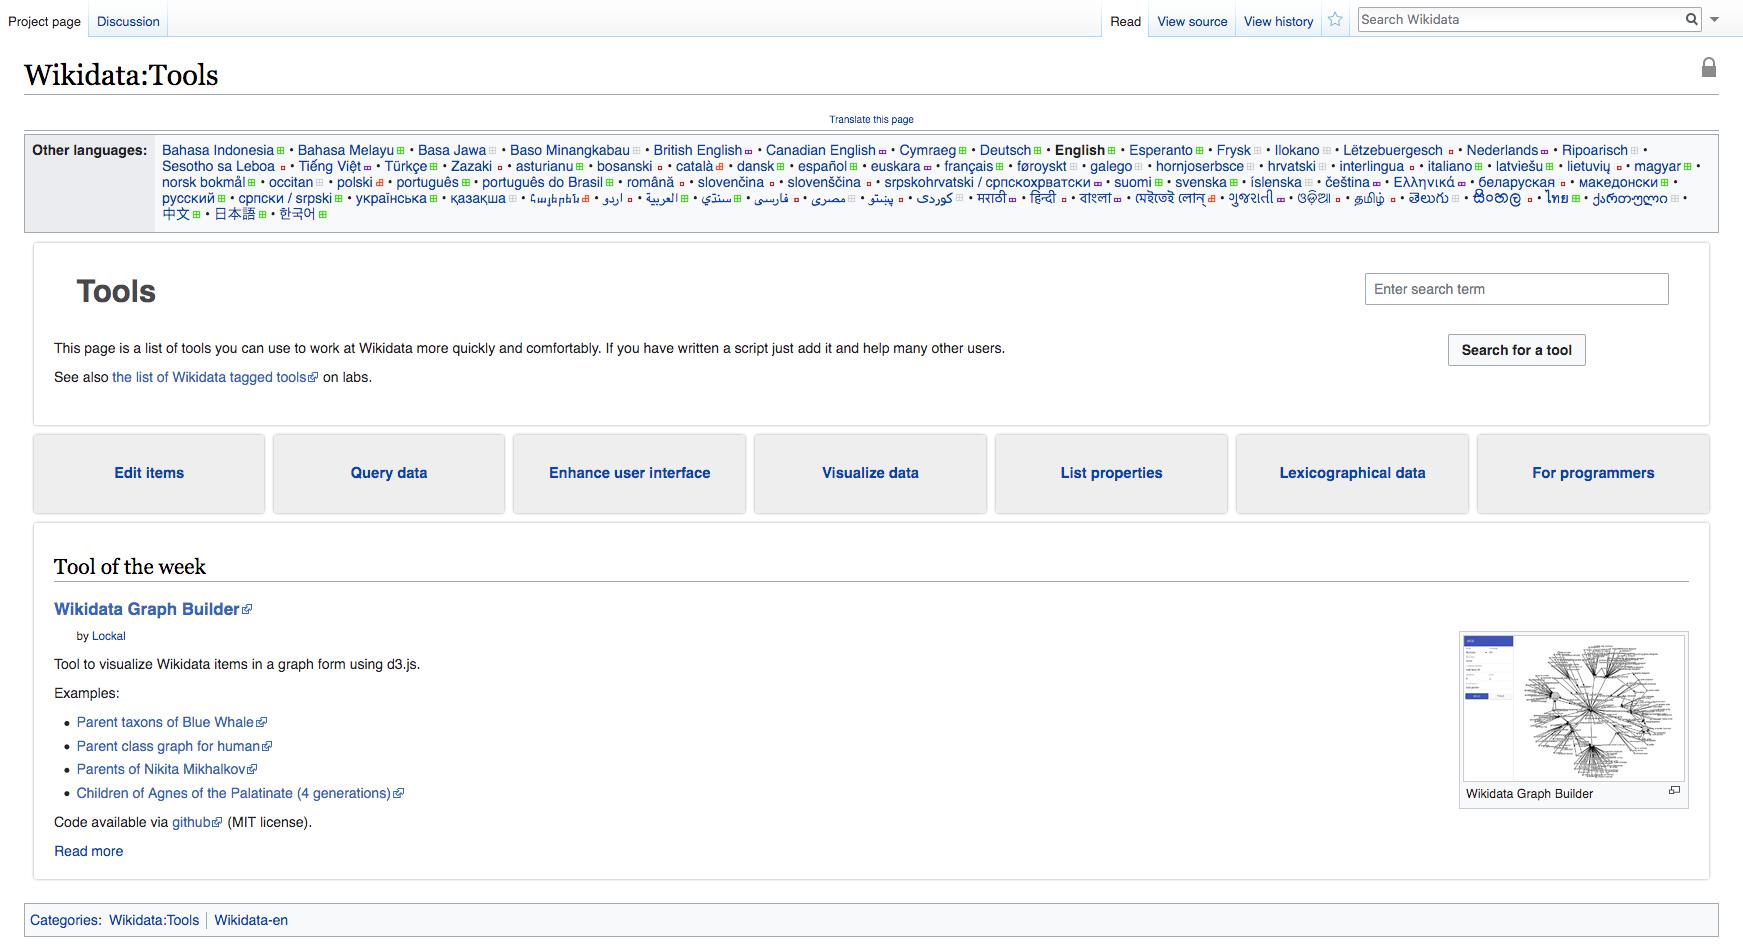 Project page
Discussion
Read
View source
View history
Search Wikidata
Wikidata:Tools
Translate this page
Other languages:
Bahasa Indonesia • Bahasa Melayu • Basa Jawa • Baso Minangkabau • British English • Canadian English • Cymraeg • Deutsch • English • Esperanto • Frysk • Ilokano • Lëtzebuergesch • Nederlands • Ripoarisch •
Sesotho sa Leboa • Tiếng Việt • Türkçe • Zazaki • asturianu • bosanski • català • dansk • español • euskara • français • føroyskt • galego • hornjoserbsce • hrvatski • interlingua • italiano • latviešu • lietuvių • magyar •
norsk bokmål • occitan • polski • português • português do Brasil • română • slovenčina • slovenščina • srpskohrvatski / српскохрватски • suomi • svenska • íslenska • čeština • Ελληνικά • беларуская • македонски •
русский • српски / srpski • українська • қазақша • Հայերեն • اردو • العربية • سنڌي • فارسی • مصرى • پښتو • کوردی • मराठी • हिन्दी • বাংলা • মেইতেই লোন্ • ગુજરાતી • ଓଡ଼ିଆ • தமிழ் • తెలుగు • සිංහල • ไทย • ქართული •
中文 • 日本語 • 한국어
Tools
Enter search term
This page is a list of tools you can use to work at Wikidata more quickly and comfortably. If you have written a script just add it and help many other users.
Search for a tool
See also the list of Wikidata tagged tools on labs.
Edit items
Query data
Enhance user interface
Visualize data
List properties
Lexicographical data
For programmers
Tool of the week
Wikidata Graph Builder
by Lockal
Tool to visualize Wikidata items in a graph form using d3.js.
Examples:
• Parent taxons of Blue Whale
• Parent class graph for human
• Parents of Nikita Mikhalkov
• Children of Agnes of the Palatinate (4 generations)
Wikidata Graph Builder
Code available via github (MIT license).
Read more
Categories: Wikidata:Tools | Wikidata-en